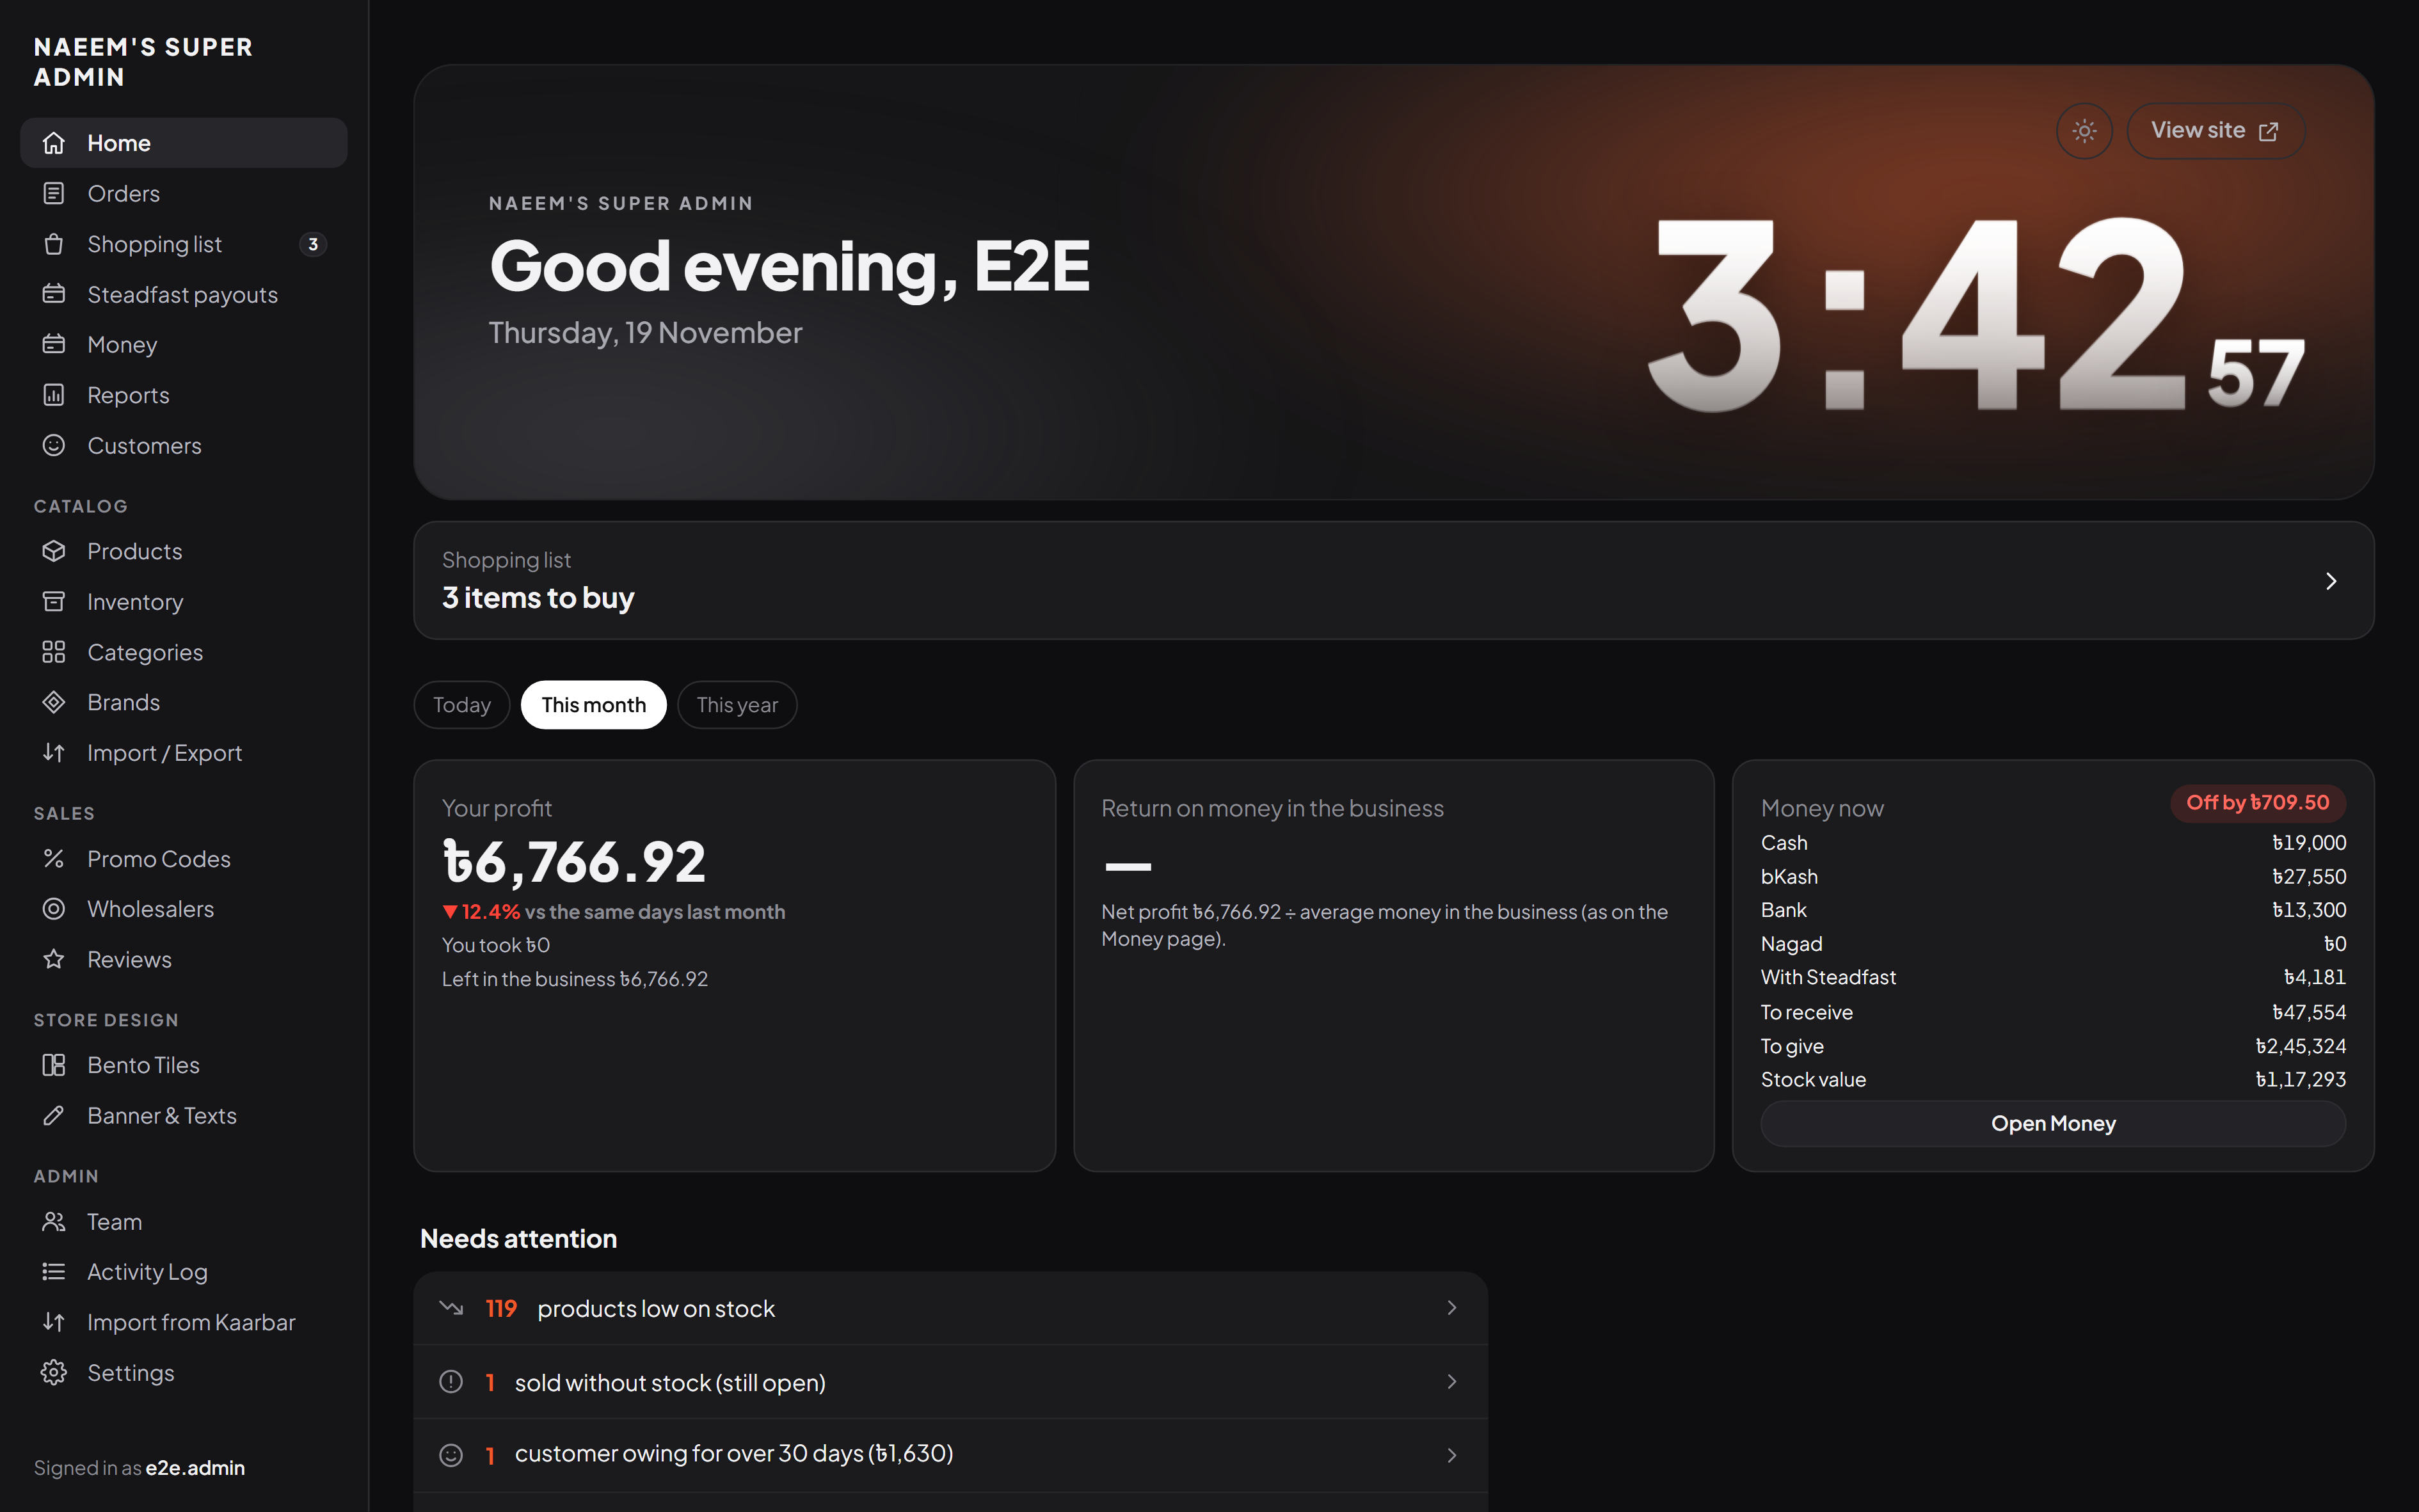 NAEEM'S SUPER
ADMIN
Home
Orders
Shopping list 3
Steadfast payouts
Money
Reports
Customers
CATALOG
Products
Inventory
Categories
Brands
Import / Export
SALES
Promo Codes
Wholesalers
Reviews
STORE DESIGN
Bento Tiles
Banner & Texts
ADMIN
Team
Activity Log
Import from Kaarbar
Settings
Signed in as e2e.admin
View site
NAEEM'S SUPER ADMIN
Good evening, E2E
Thursday, 19 November
3:42 57
Shopping list
3 items to buy
Today This month This year
Your profit
৳6,766.92
▼ 12.4% vs the same days last month
You took ৳0
Left in the business ৳6,766.92
Return on money in the business
—
Net profit ৳6,766.92 ÷ average money in the business (as on the
Money page).
Money now Off by ৳709.50
Cash ৳19,000
bKash ৳27,550
Bank ৳13,300
Nagad ৳0
With Steadfast ৳4,181
To receive ৳47,554
To give ৳2,45,324
Stock value ৳1,17,293
Open Money
Needs attention
119 products low on stock
1 sold without stock (still open)
1 customer owing for over 30 days (৳1,630)